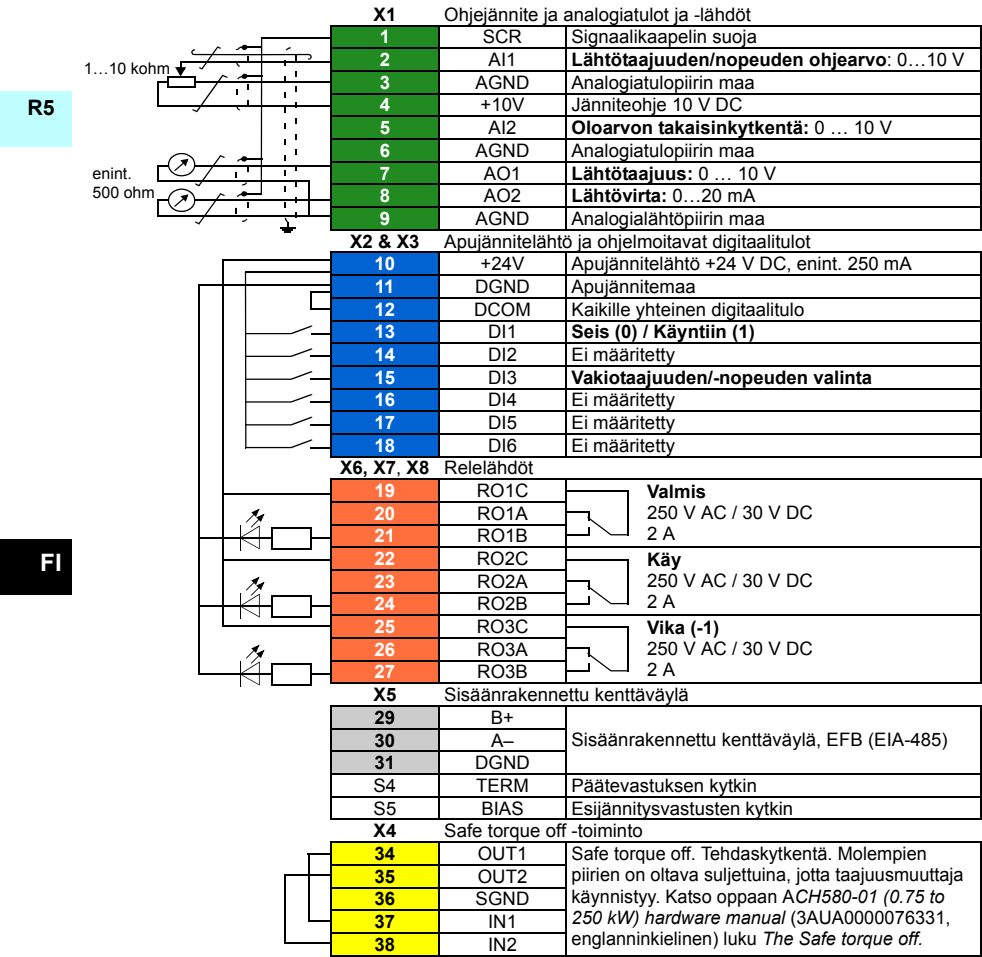 X1 Ohjejännite ja analogiatulot ja -lähdöt
1 SCR Signaalikaapelin suoja
2 AI1 Lähtötaajuuden/nopeuden ohjearvo: 0…10 V
1…10 kohm
3 AGND Analogiatulopiirin maa
4 +10V Jänniteohje 10 V DC
R5
5 AI2 Oloarvon takaisinkytkentä: 0 … 10 V
6 AGND Analogiatulopiirin maa
enint.
500 ohm
7 AO1 Lähtötaajuus: 0 … 10 V
8 AO2 Lähtövirta: 0…20 mA
9 AGND Analogialähtöpiirin maa
X2 & X3 Apujännitelähtö ja ohjelmoitavat digitaalitulot
10 +24V Apujännitelähtö +24 V DC, enint. 250 mA
11 DGND Apujännitemaa
12 DCOM Kaikille yhteinen digitaalitulo
13 DI1 Seis (0) / Käyntiin (1)
14 DI2 Ei määritetty
15 DI3 Vakiotaajuuden/-nopeuden valinta
16 DI4 Ei määritetty
17 DI5 Ei määritetty
18 DI6 Ei määritetty
X6, X7, X8 Relelähdöt
19 RO1C Valmis
20 RO1A 250 V AC / 30 V DC
21 RO1B 2 A
FI
22 RO2C Käy
23 RO2A 250 V AC / 30 V DC
24 RO2B 2 A
25 RO3C Vika (-1)
26 RO3A 250 V AC / 30 V DC
27 RO3B 2 A
X5 Sisäänrakennettu kenttäväylä
29 B+
30 A– Sisäänrakennettu kenttäväylä, EFB (EIA-485)
31 DGND
S4 TERM Päätevastuksen kytkin
S5 BIAS Esijännitysvastusten kytkin
X4 Safe torque off -toiminto
34 OUT1 Safe torque off. Tehdaskytkentä. Molempien
35 OUT2 piirien on oltava suljettuina, jotta taajuusmuuttaja
36 SGND käynnistyy. Katso oppaan ACH580-01 (0.75 to
37 IN1 250 kW) hardware manual (3AUA0000076331,
38 IN2 englanninkielinen) luku The Safe torque off.